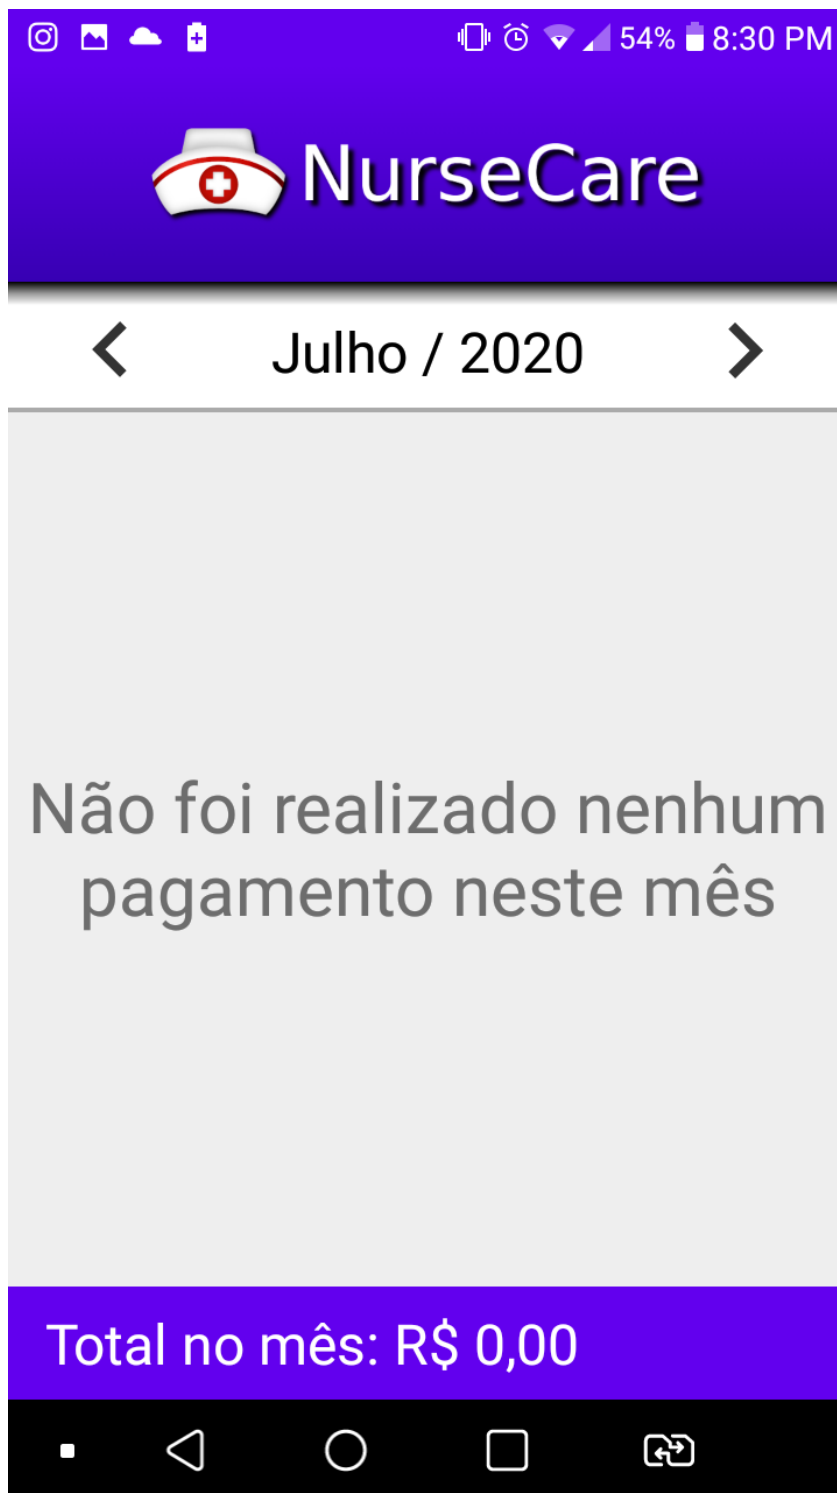 54% 8:30 PM
NurseCare
Julho / 2020
Não foi realizado nenhum
pagamento neste mês
Total no mês: R$ 0,00